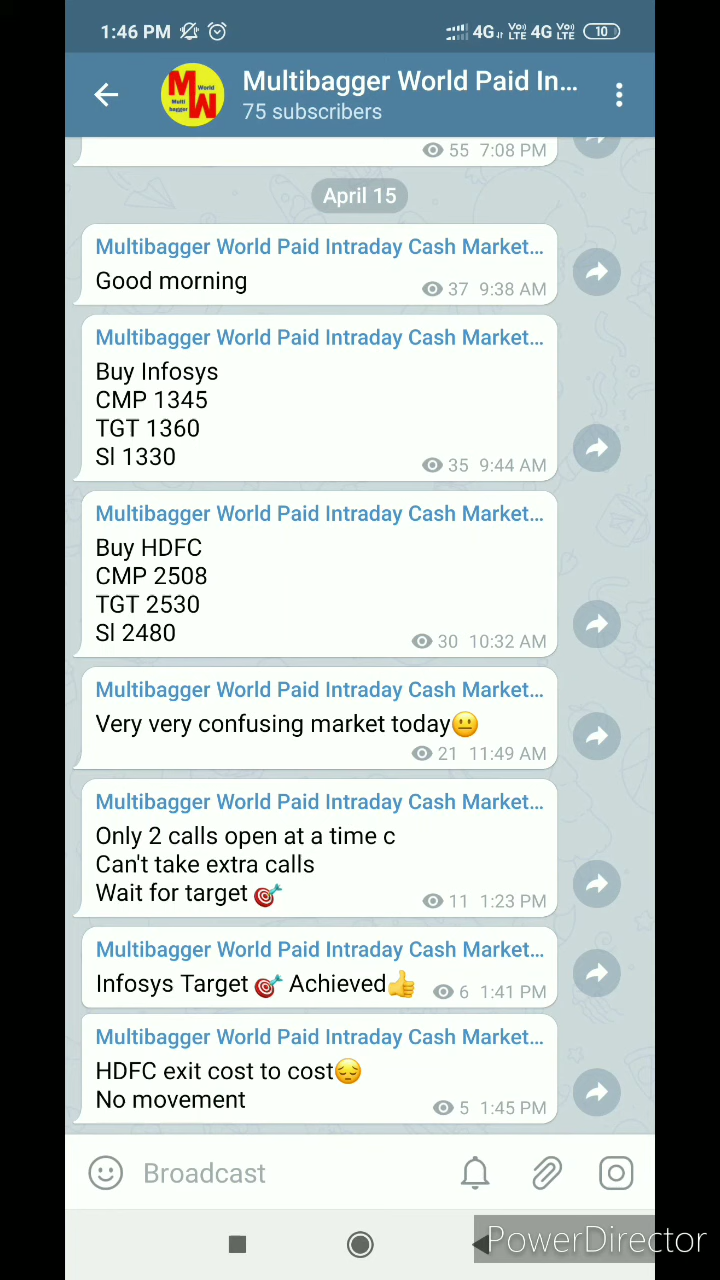 1:46 PM
4G Vo) LTE 4G Vo) LTE 10
M World
Multi bagger W
Multibagger World Paid In...
75 subscribers
55 7:08 PM
April 15
Multibagger World Paid Intraday Cash Market...
Good morning
37 9:38 AM
Multibagger World Paid Intraday Cash Market...
Buy Infosys
CMP 1345
TGT 1360
Sl 1330
35 9:44 AM
Multibagger World Paid Intraday Cash Market...
Buy HDFC
CMP 2508
TGT 2530
Sl 2480
30 10:32 AM
Multibagger World Paid Intraday Cash Market...
Very very confusing market today😐
21 11:49 AM
Multibagger World Paid Intraday Cash Market...
Only 2 calls open at a time c
Can't take extra calls
Wait for target 🎯
11 1:23 PM
Multibagger World Paid Intraday Cash Market...
Infosys Target 🎯 Achieved👍
6 1:41 PM
Multibagger World Paid Intraday Cash Market...
HDFC exit cost to cost😔
No movement
5 1:45 PM
Broadcast
PowerDirector